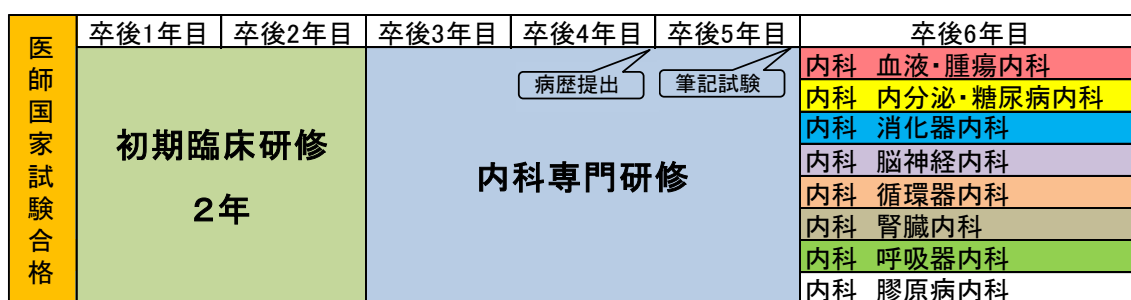 医師国家試験合格
卒後1年目 卒後2年目 卒後3年目 卒後4年目 卒後5年目 卒後6年目
病歴提出 筆記試験
初期臨床研修
２年
内科専門研修
内科 血液・腫瘍内科
内科 内分泌・糖尿病内科
内科 消化器内科
内科 脳神経内科
内科 循環器内科
内科 腎臓内科
内科 呼吸器内科
内科 膠原病内科